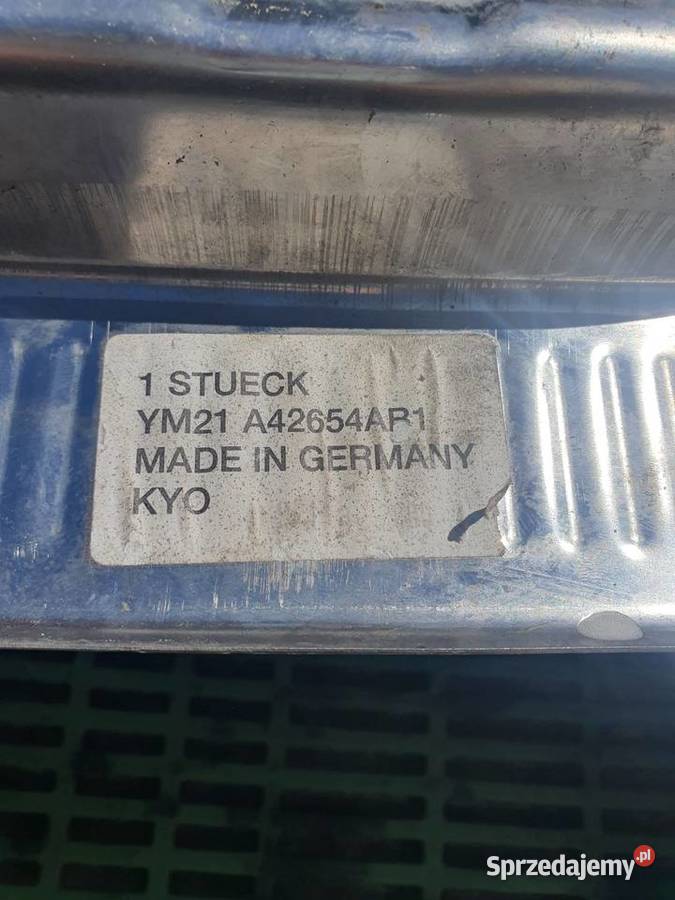 1 STUECK
YM21 A42654AR1
MADE IN GERMANY
KYO
Sprzedajemy.pl